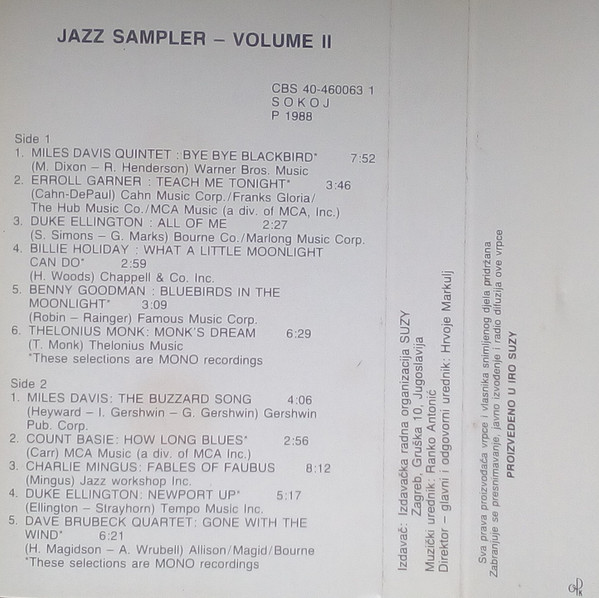 JAZZ SAMPLER – VOLUME II
CBS 40-460063 1
S O K O J
P 1988
Side 1
1. MILES DAVIS QUINTET : BYE BYE BLACKBIRD* 7:52
(M. Dixon – R. Henderson) Warner Bros. Music
2. ERROLL GARNER : TEACH ME TONIGHT* 3:46
(Cahn-DePaul) Cahn Music Corp./Franks Gloria/
The Hub Music Co./MCA Music (a div. of MCA, Inc.)
3. DUKE ELLINGTON : ALL OF ME 2:27
(S. Simons – G. Marks) Bourne Co./Marlong Music Corp.
4. BILLIE HOLIDAY : WHAT A LITTLE MOONLIGHT
CAN DO* 2:59
(H. Woods) Chappell & Co. Inc.
5. BENNY GOODMAN : BLUEBIRDS IN THE
MOONLIGHT* 3:09
(Robin – Rainger) Famous Music Corp.
6. THELONIUS MONK: MONK'S DREAM 6:29
(T. Monk) Thelonius Music
*These selections are MONO recordings
Side 2
1. MILES DAVIS: THE BUZZARD SONG 4:06
(Heyward – I. Gershwin – G. Gershwin) Gershwin
Pub. Corp.
2. COUNT BASIE: HOW LONG BLUES* 2:56
(Carr) MCA Music (a div. of MCA Inc.)
3. CHARLIE MINGUS: FABLES OF FAUBUS 8:12
(Mingus) Jazz workshop Inc.
4. DUKE ELLINGTON: NEWPORT UP* 5:17
(Ellington – Strayhorn) Tempo Music Inc.
5. DAVE BRUBECK QUARTET: GONE WITH THE
WIND* 6:21
(H. Magidson – A. Wrubell) Allison/Magid/Bourne
*These selections are MONO recordings
Izdavač: Izdavačka radna organizacija SUZY
Zagreb, Gruška 10, Jugoslavija
Muzički urednik: Ranko Antonić
Direktor – glavni i odgovorni urednik: Hrvoje Markulj
Sva prava proizvođača vrpce i vlasnika snimljenog djela pridržana
Zabranjuje se presnimavanje, javno izvođenje i radio difuzija ove vrpce
PROIZVEDENO U IRO SUZY